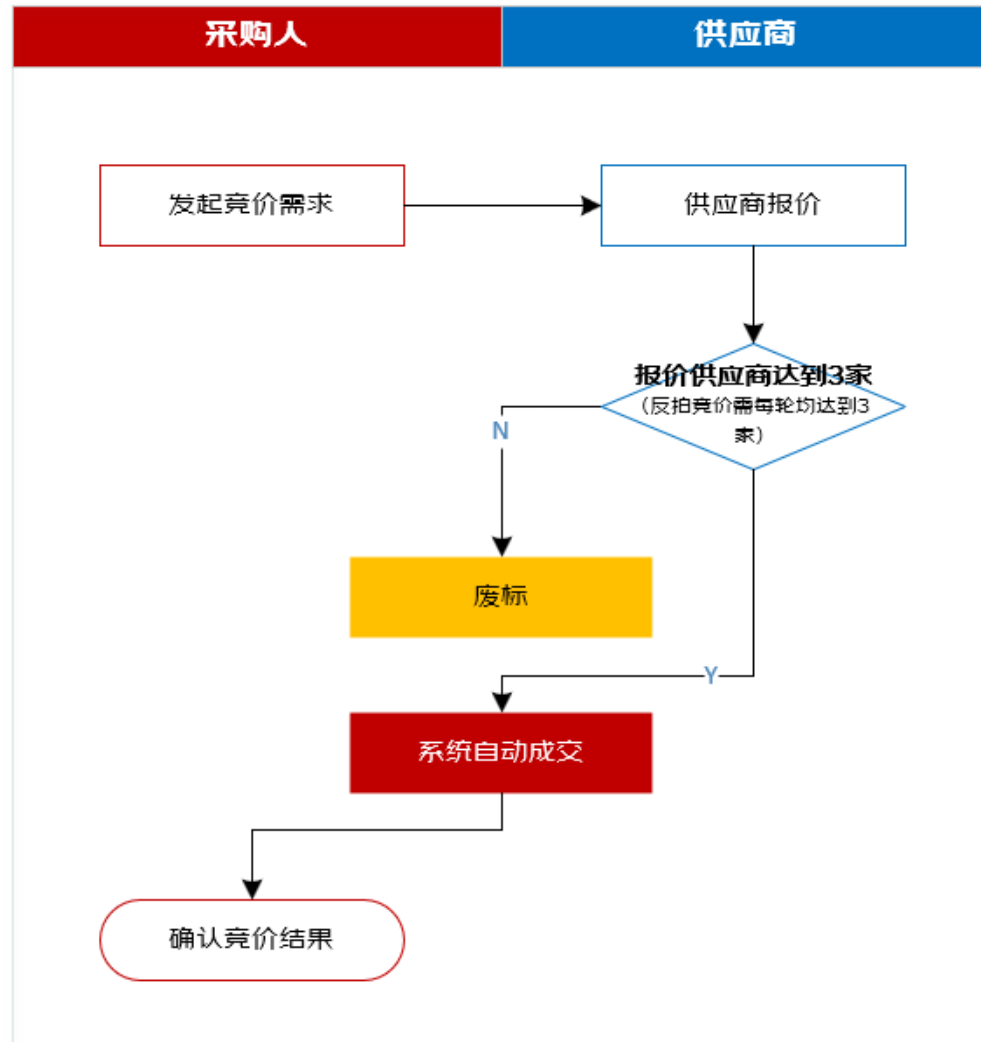 采购人
供应商
发起竞价需求
供应商报价
报价供应商达到3家
（反拍竞价需每轮均达到3
家）
N
废标
Y
系统自动成交
确认竞价结果